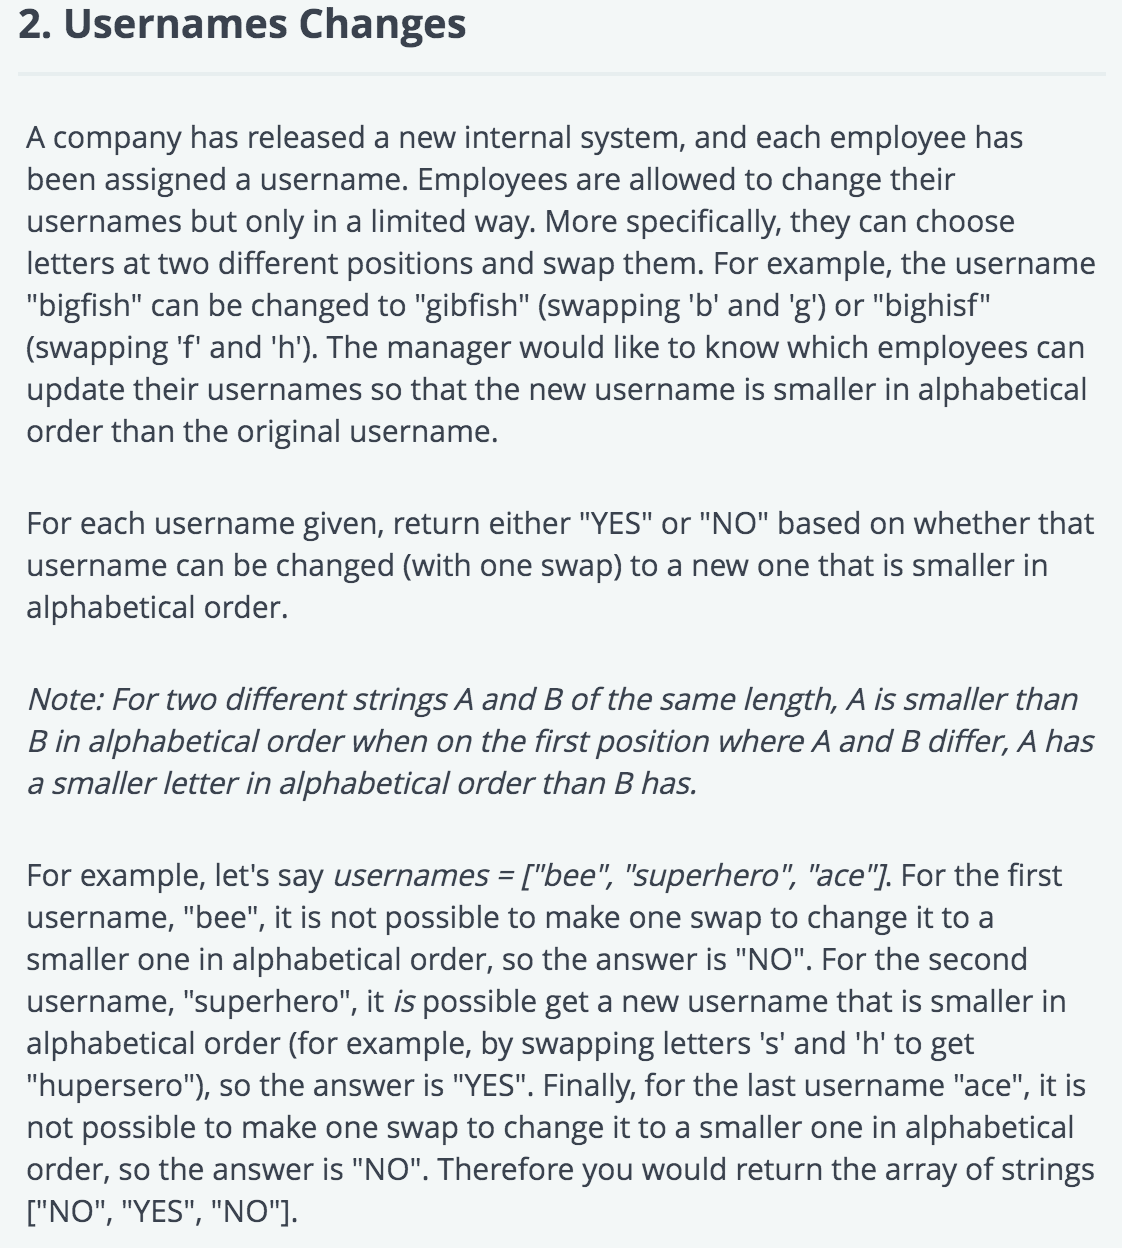 2. Usernames Changes
A company has released a new internal system, and each employee has
been assigned a username. Employees are allowed to change their
usernames but only in a limited way. More specifically, they can choose
letters at two different positions and swap them. For example, the username
"bigfish" can be changed to "gibfish" (swapping 'b' and 'g') or "bighisf"
(swapping 'f' and 'h'). The manager would like to know which employees can
update their usernames so that the new username is smaller in alphabetical
order than the original username.
For each username given, return either "YES" or "NO" based on whether that
username can be changed (with one swap) to a new one that is smaller in
alphabetical order.
Note: For two different strings A and B of the same length, A is smaller than
B in alphabetical order when on the first position where A and B differ, A has
a smaller letter in alphabetical order than B has.
For example, let's say usernames = ["bee", "superhero", "ace"]. For the first
username, "bee", it is not possible to make one swap to change it to a
smaller one in alphabetical order, so the answer is "NO". For the second
username, "superhero", it is possible get a new username that is smaller in
alphabetical order (for example, by swapping letters 's' and 'h' to get
"hupersero"), so the answer is "YES". Finally, for the last username "ace", it is
not possible to make one swap to change it to a smaller one in alphabetical
order, so the answer is "NO". Therefore you would return the array of strings
["NO", "YES", "NO"].